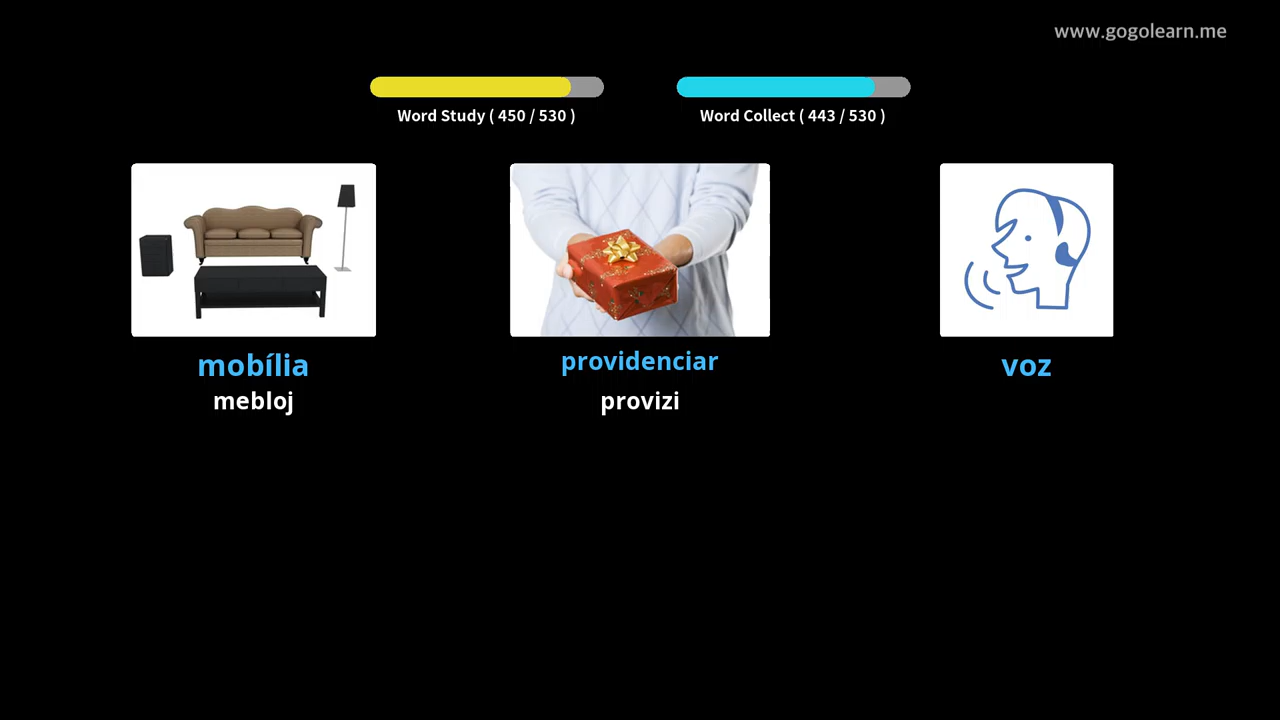 www.gogolearn.me
Word Study ( 450 / 530 )
Word Collect ( 443 / 530 )
mobília
mebloj
providenciar
provizi
voz